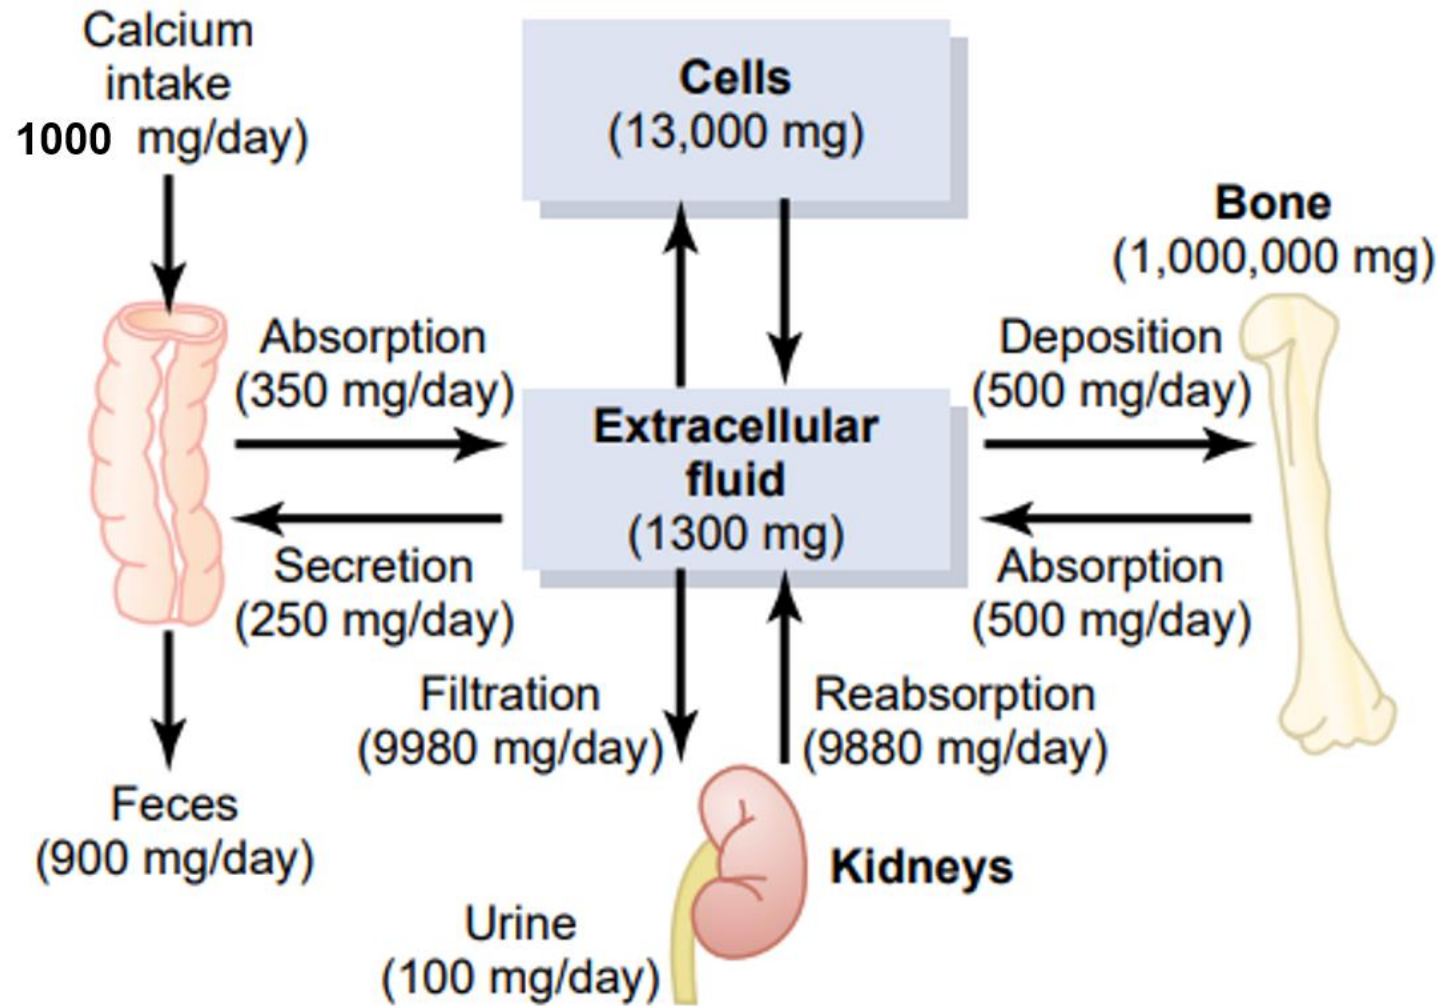 Calcium
intake
1000 mg/day)
Cells
(13,000 mg)
Bone
(1,000,000 mg)
Absorption
(350 mg/day)
Extracellular
fluid
(1300 mg)
Deposition
(500 mg/day)
Secretion
(250 mg/day)
Absorption
(500 mg/day)
Filtration
(9980 mg/day)
Reabsorption
(9880 mg/day)
Feces
(900 mg/day)
Kidneys
Urine
(100 mg/day)